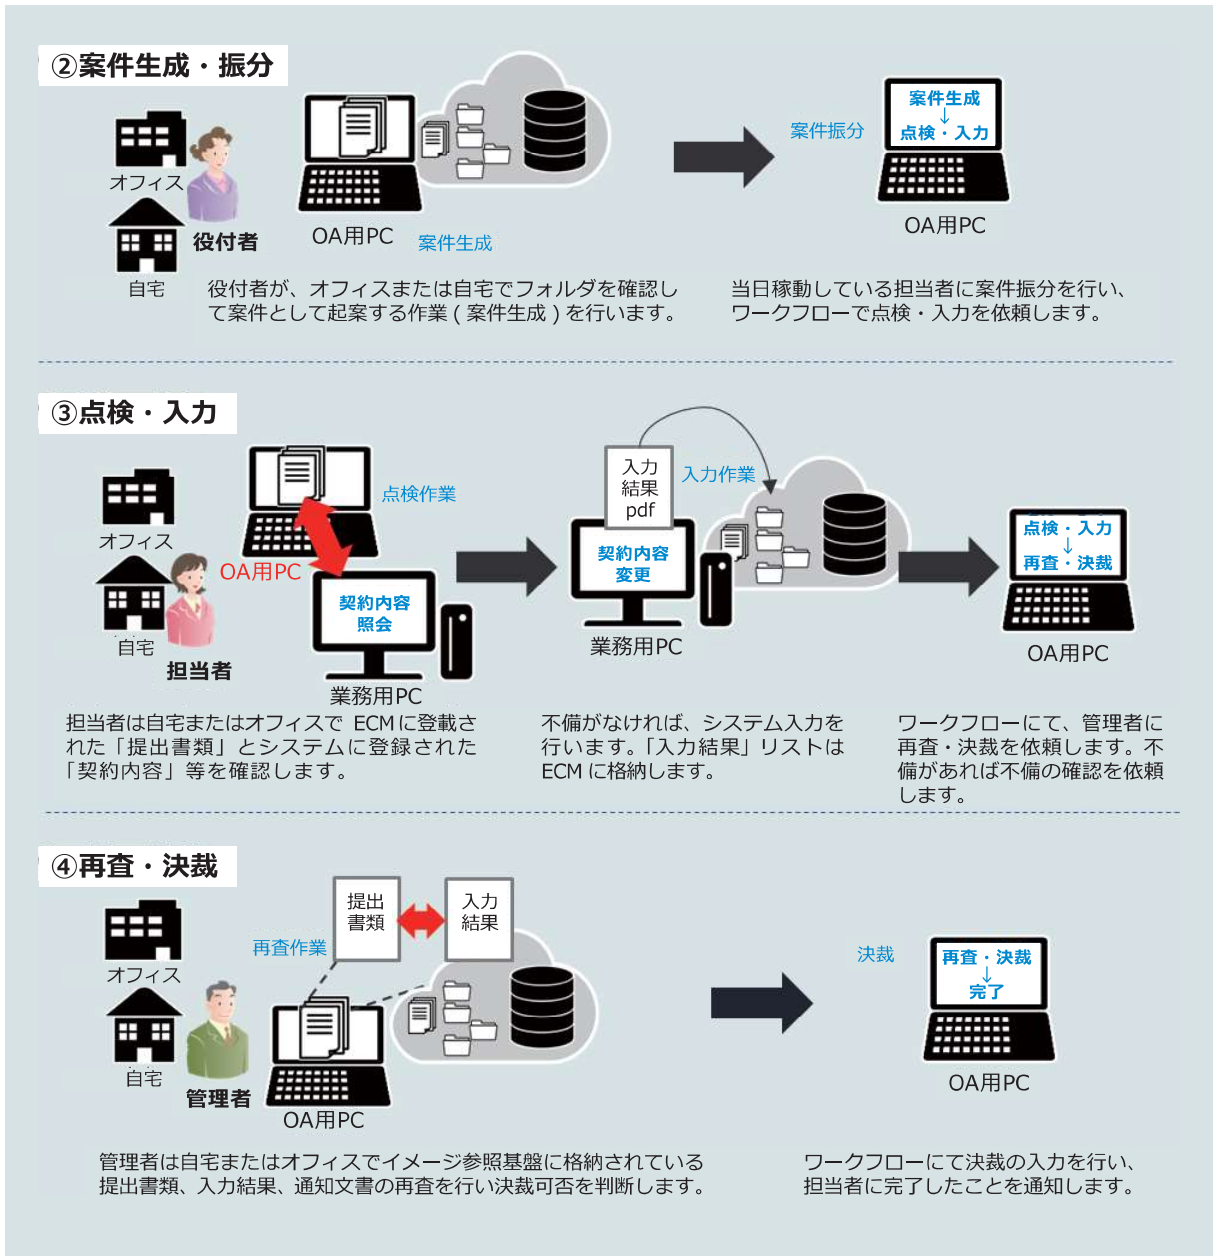 ②案件生成・振分
案件生成
↓
点検・入力
案件振分
オフィス
役付者
自宅
OA用PC
案件生成
OA用PC
役付者が、オフィスまたは自宅でフォルダを確認し
て案件として起案する作業(案件生成)を行います。
当日稼動している担当者に案件振分を行い、
ワークフローで点検・入力を依頼します。
③点検・入力
オフィス
自宅
担当者
点検作業
OA用PC
契約内容
照会
業務用PC
入力
結果
pdf
入力作業
契約内容
変更
業務用PC
点検・入力
↓
再査・決裁
OA用PC
担当者は自宅またはオフィスで ECMに登載さ
れた「提出書類」とシステムに登録された
「契約内容」等を確認します。
不備がなければ、システム入力を
行います。「入力結果」リストは
ECMに格納します。
ワークフローにて、管理者に
再査・決裁を依頼します。不
備があれば不備の確認を依頼
します。
④再査・決裁
オフィス
自宅
管理者
再査作業
提出
書類
入力
結果
OA用PC
決裁
再査・決裁
↓
完了
OA用PC
管理者は自宅またはオフィスでイメージ参照基盤に格納されている
提出書類、入力結果、通知文書の再査を行い決裁可否を判断します。
ワークフローにて決裁の入力を行い、
担当者に完了したことを通知します。